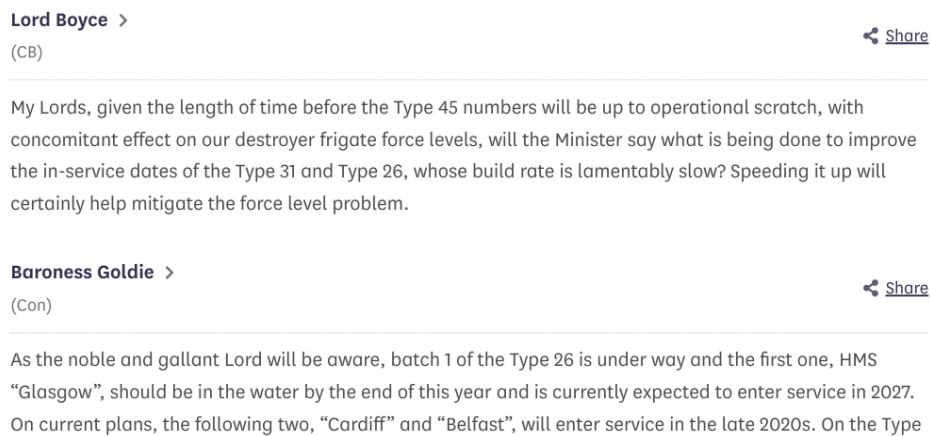 Lord Boyce
Share
(CB)
My Lords, given the length of time before the Type 45 numbers will be up to operational scratch, with
concomitant effect on our destroyer frigate force levels, will the Minister say what is being done to improve
the in-service dates of the Type 31 and Type 26, whose build rate is lamentably slow? Speeding it up will
certainly help mitigate the force level problem.
Baroness Goldie
Share
(Con)
As the noble and gallant Lord will be aware, batch 1 of the Type 26 is under way and the first one, HMS
“Glasgow”, should be in the water by the end of this year and is currently expected to enter service in 2027.
On current plans, the following two, “Cardiff” and “Belfast”, will enter service in the late 2020s. On the Type